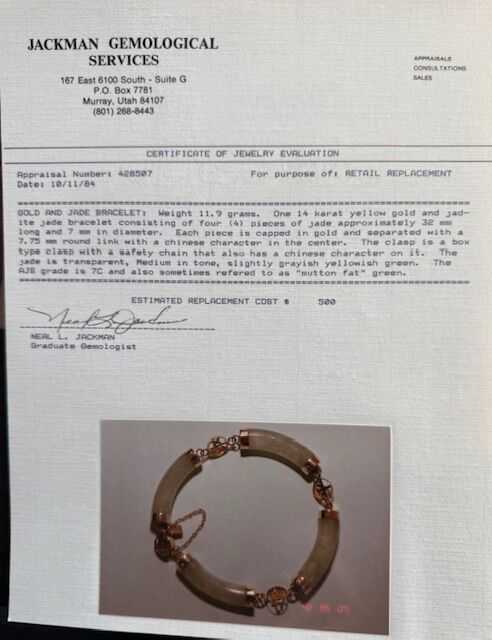 JACKMAN GEMOLOGICAL
SERVICES
167 East 6100 South - Suite G
P.O. Box 7781
Murray, Utah 84107
(801) 268-8443
APPRAISALS
CONSULTATIONS
SALES
CERTIFICATE OF JEWELRY EVALUATION
Appraisal Number: 428507 For purpose of: RETAIL REPLACEMENT
Date: 10/11/84
GOLD AND JADE BRACELET: Weight 11.9 grams. One 14 karat yellow gold and jad-
ite jade bracelet consisting of four (4) pieces of jade approximately 32 mm
long and 7 mm in diameter. Each piece is capped in gold and separated with a
7.75 mm round link with a chinese character in the center. The clasp is a box
type clasp with a safety chain that also has a chinese character on it. The
jade is transparent, Medium in tone, slightly grayish yellowish green. The
AJS grade is 7C and also sometimes refered to as "mutton fat" green.
ESTIMATED REPLACEMENT COST $ 500
Neal L Jackman
NEAL L. JACKMAN
Graduate Gemologist